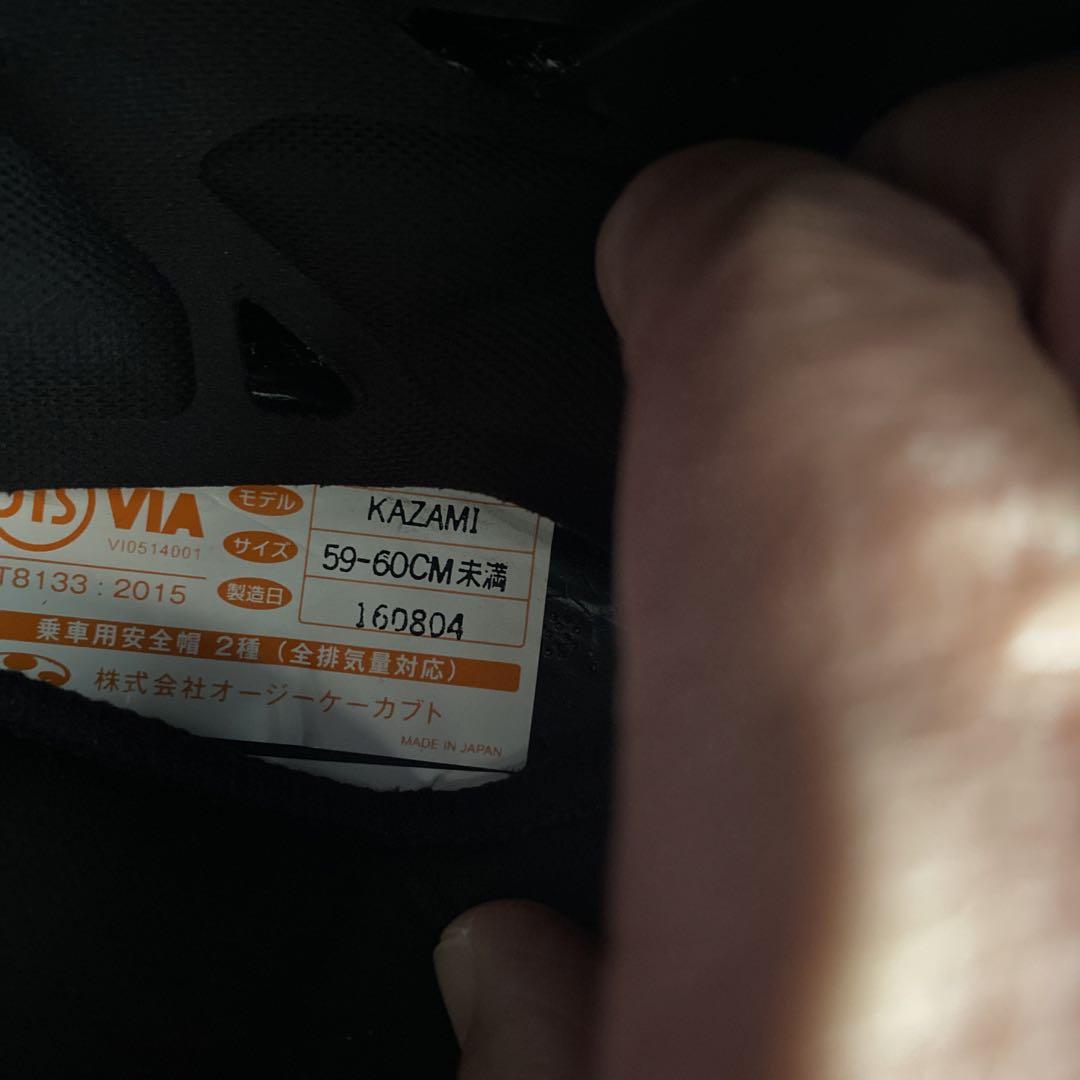 JIS VIA
VI0514001
T8133:2015
モデル KAZAMI
サイズ 59-60CM未満
製造日 160804
乗車用安全帽 2種 (全排気量対応)
株式会社オージーケーカブト
MADE IN JAPAN